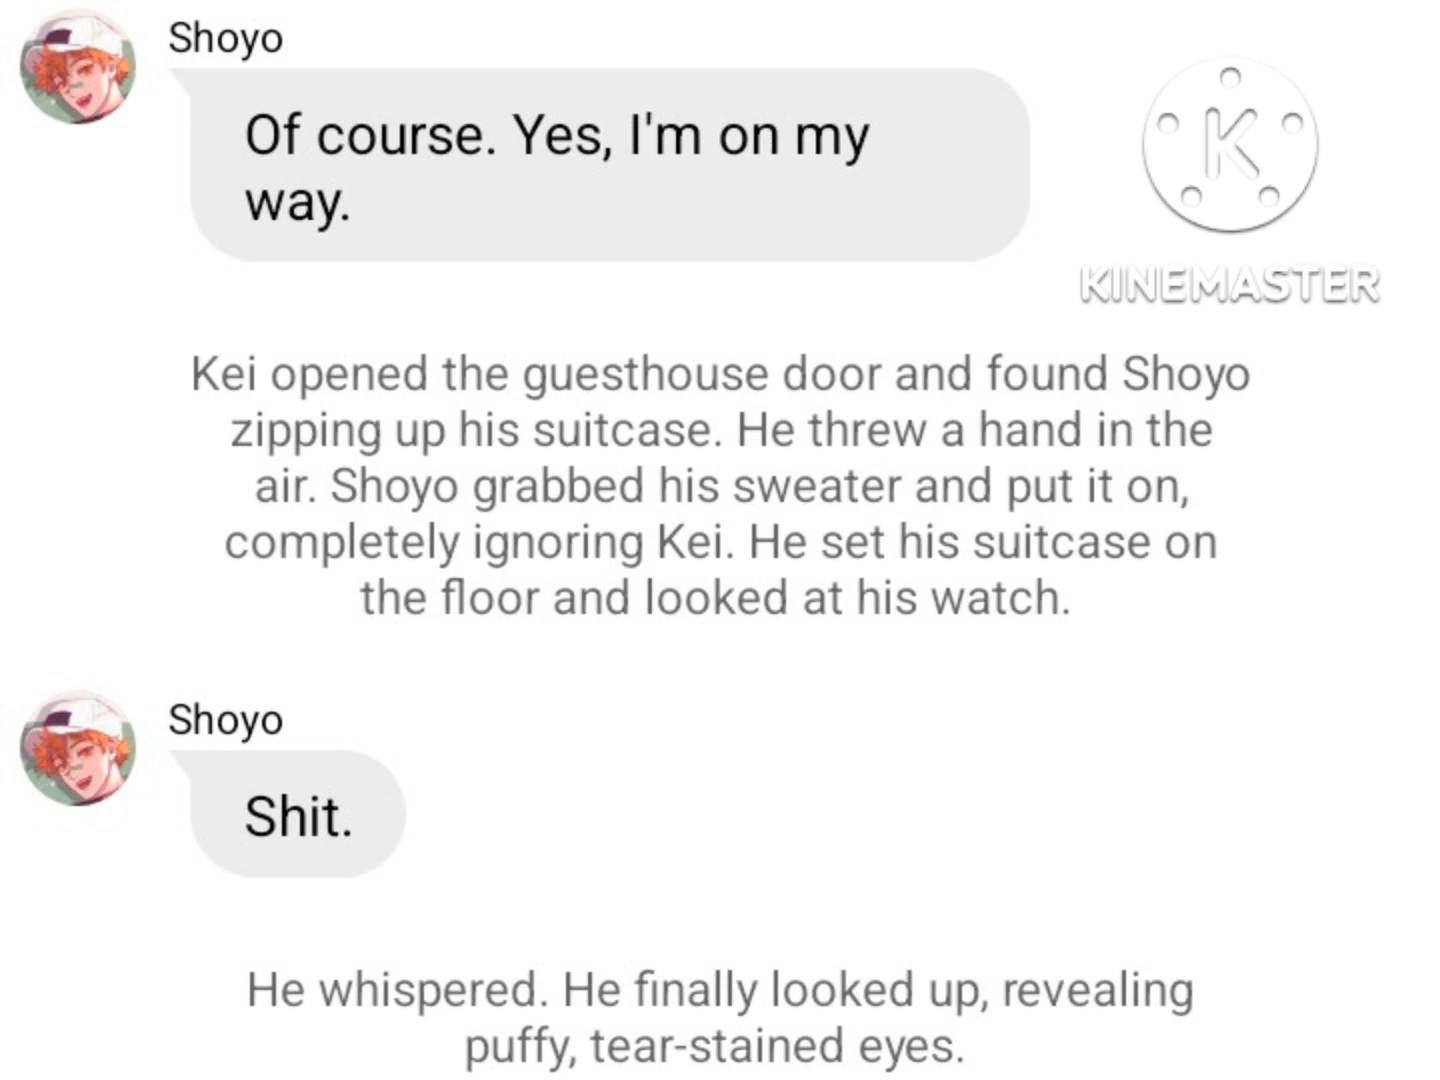 Shoyo
Of course. Yes, I'm on my
way.
K
KINEMASTER
Kei opened the guesthouse door and found Shoyo
zipping up his suitcase. He threw a hand in the
air. Shoyo grabbed his sweater and put it on,
completely ignoring Kei. He set his suitcase on
the floor and looked at his watch.
Shoyo
Shit.
He whispered. He finally looked up, revealing
puffy, tear-stained eyes.